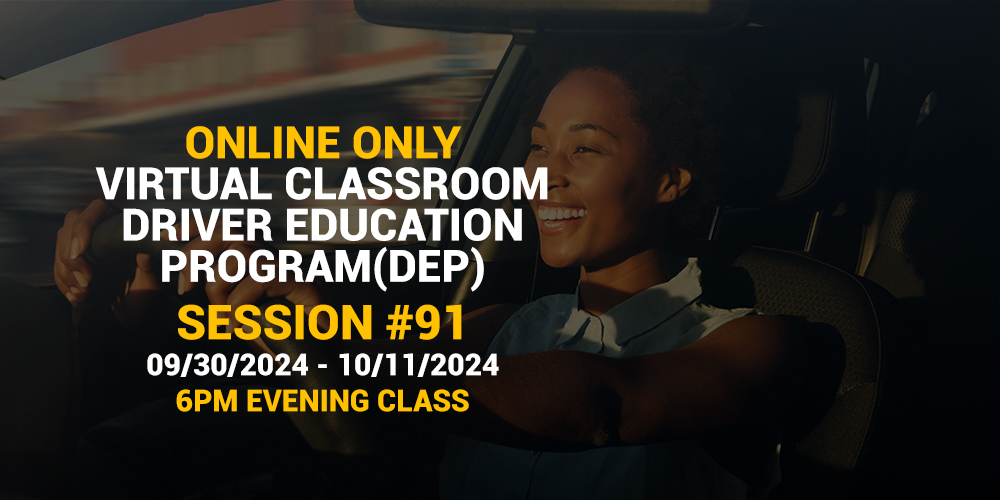 ONLINE ONLY
VIRTUAL CLASSROOM
DRIVER EDUCATION
PROGRAM(DEP)
SESSION #91
09/30/2024 - 10/11/2024
6PM EVENING CLASS